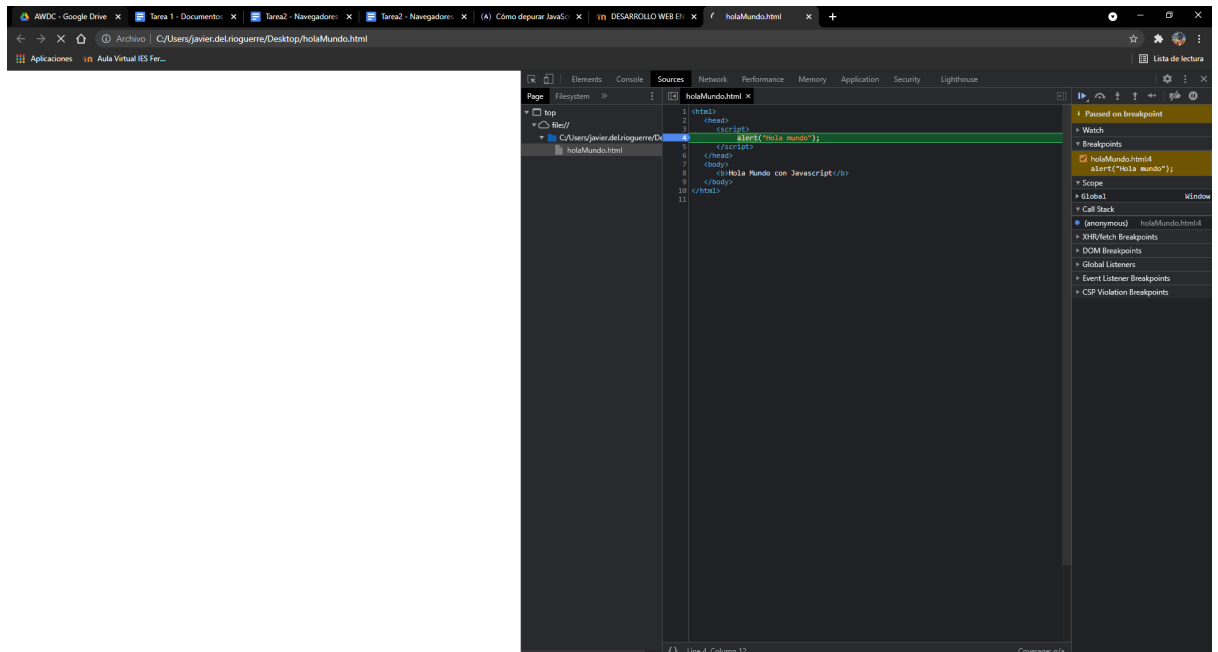 AWDC - Google Drive
Tarea 1 - Documentos
Tarea2 - Navegadores
Tarea2 - Navegadores
(A) Cómo depurar JavaSc
DESARROLLO WEB EN
holaMundo.html
Archivo | C:/Users/javier.del.rioguerre/Desktop/holaMundo.html
Aplicaciones Aula Virtual IES Fer...
Lista de lectura
Elements Console Sources Network Performance Memory Application Security Lighthouse
Page Filesystem »
holaMundo.html
top
file://
C:/Users/javier.del.rioguerre/De
holaMundo.html
1 <html>
2 <head>
3 <script>
4 alert("Hola mundo");
5 </script>
6 </head>
7 <body>
8 <b>Hola Mundo con Javascript</b>
9 </body>
10 </html>
11
Paused on breakpoint
Watch
Breakpoints
holaMundo.html:4
alert("Hola mundo");
Scope
Global Window
Call Stack
(anonymous) holaMundo.html:4
XHR/fetch Breakpoints
DOM Breakpoints
Global Listeners
Event Listener Breakpoints
CSP Violation Breakpoints
{} Line 4, Column 12 Coverage: n/a